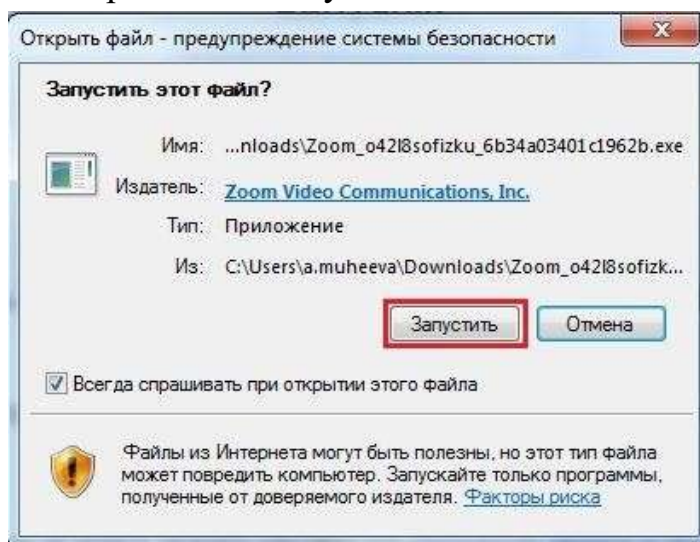 Открыть файл - предупреждение системы безопасности
Запустить этот файл?
Имя: ...nloads\Zoom_o42l8sofizku_6b34a03401c1962b.exe
Издатель: Zoom Video Communications, Inc.
Тип: Приложение
Из: C:\Users\a.muheeva\Downloads\Zoom_o42l8sofizk...
Запустить Отмена
Всегда спрашивать при открытии этого файла
Файлы из Интернета могут быть полезны, но этот тип файла
может повредить компьютер. Запускайте только программы,
полученные от доверяемого издателя. Факторы риска